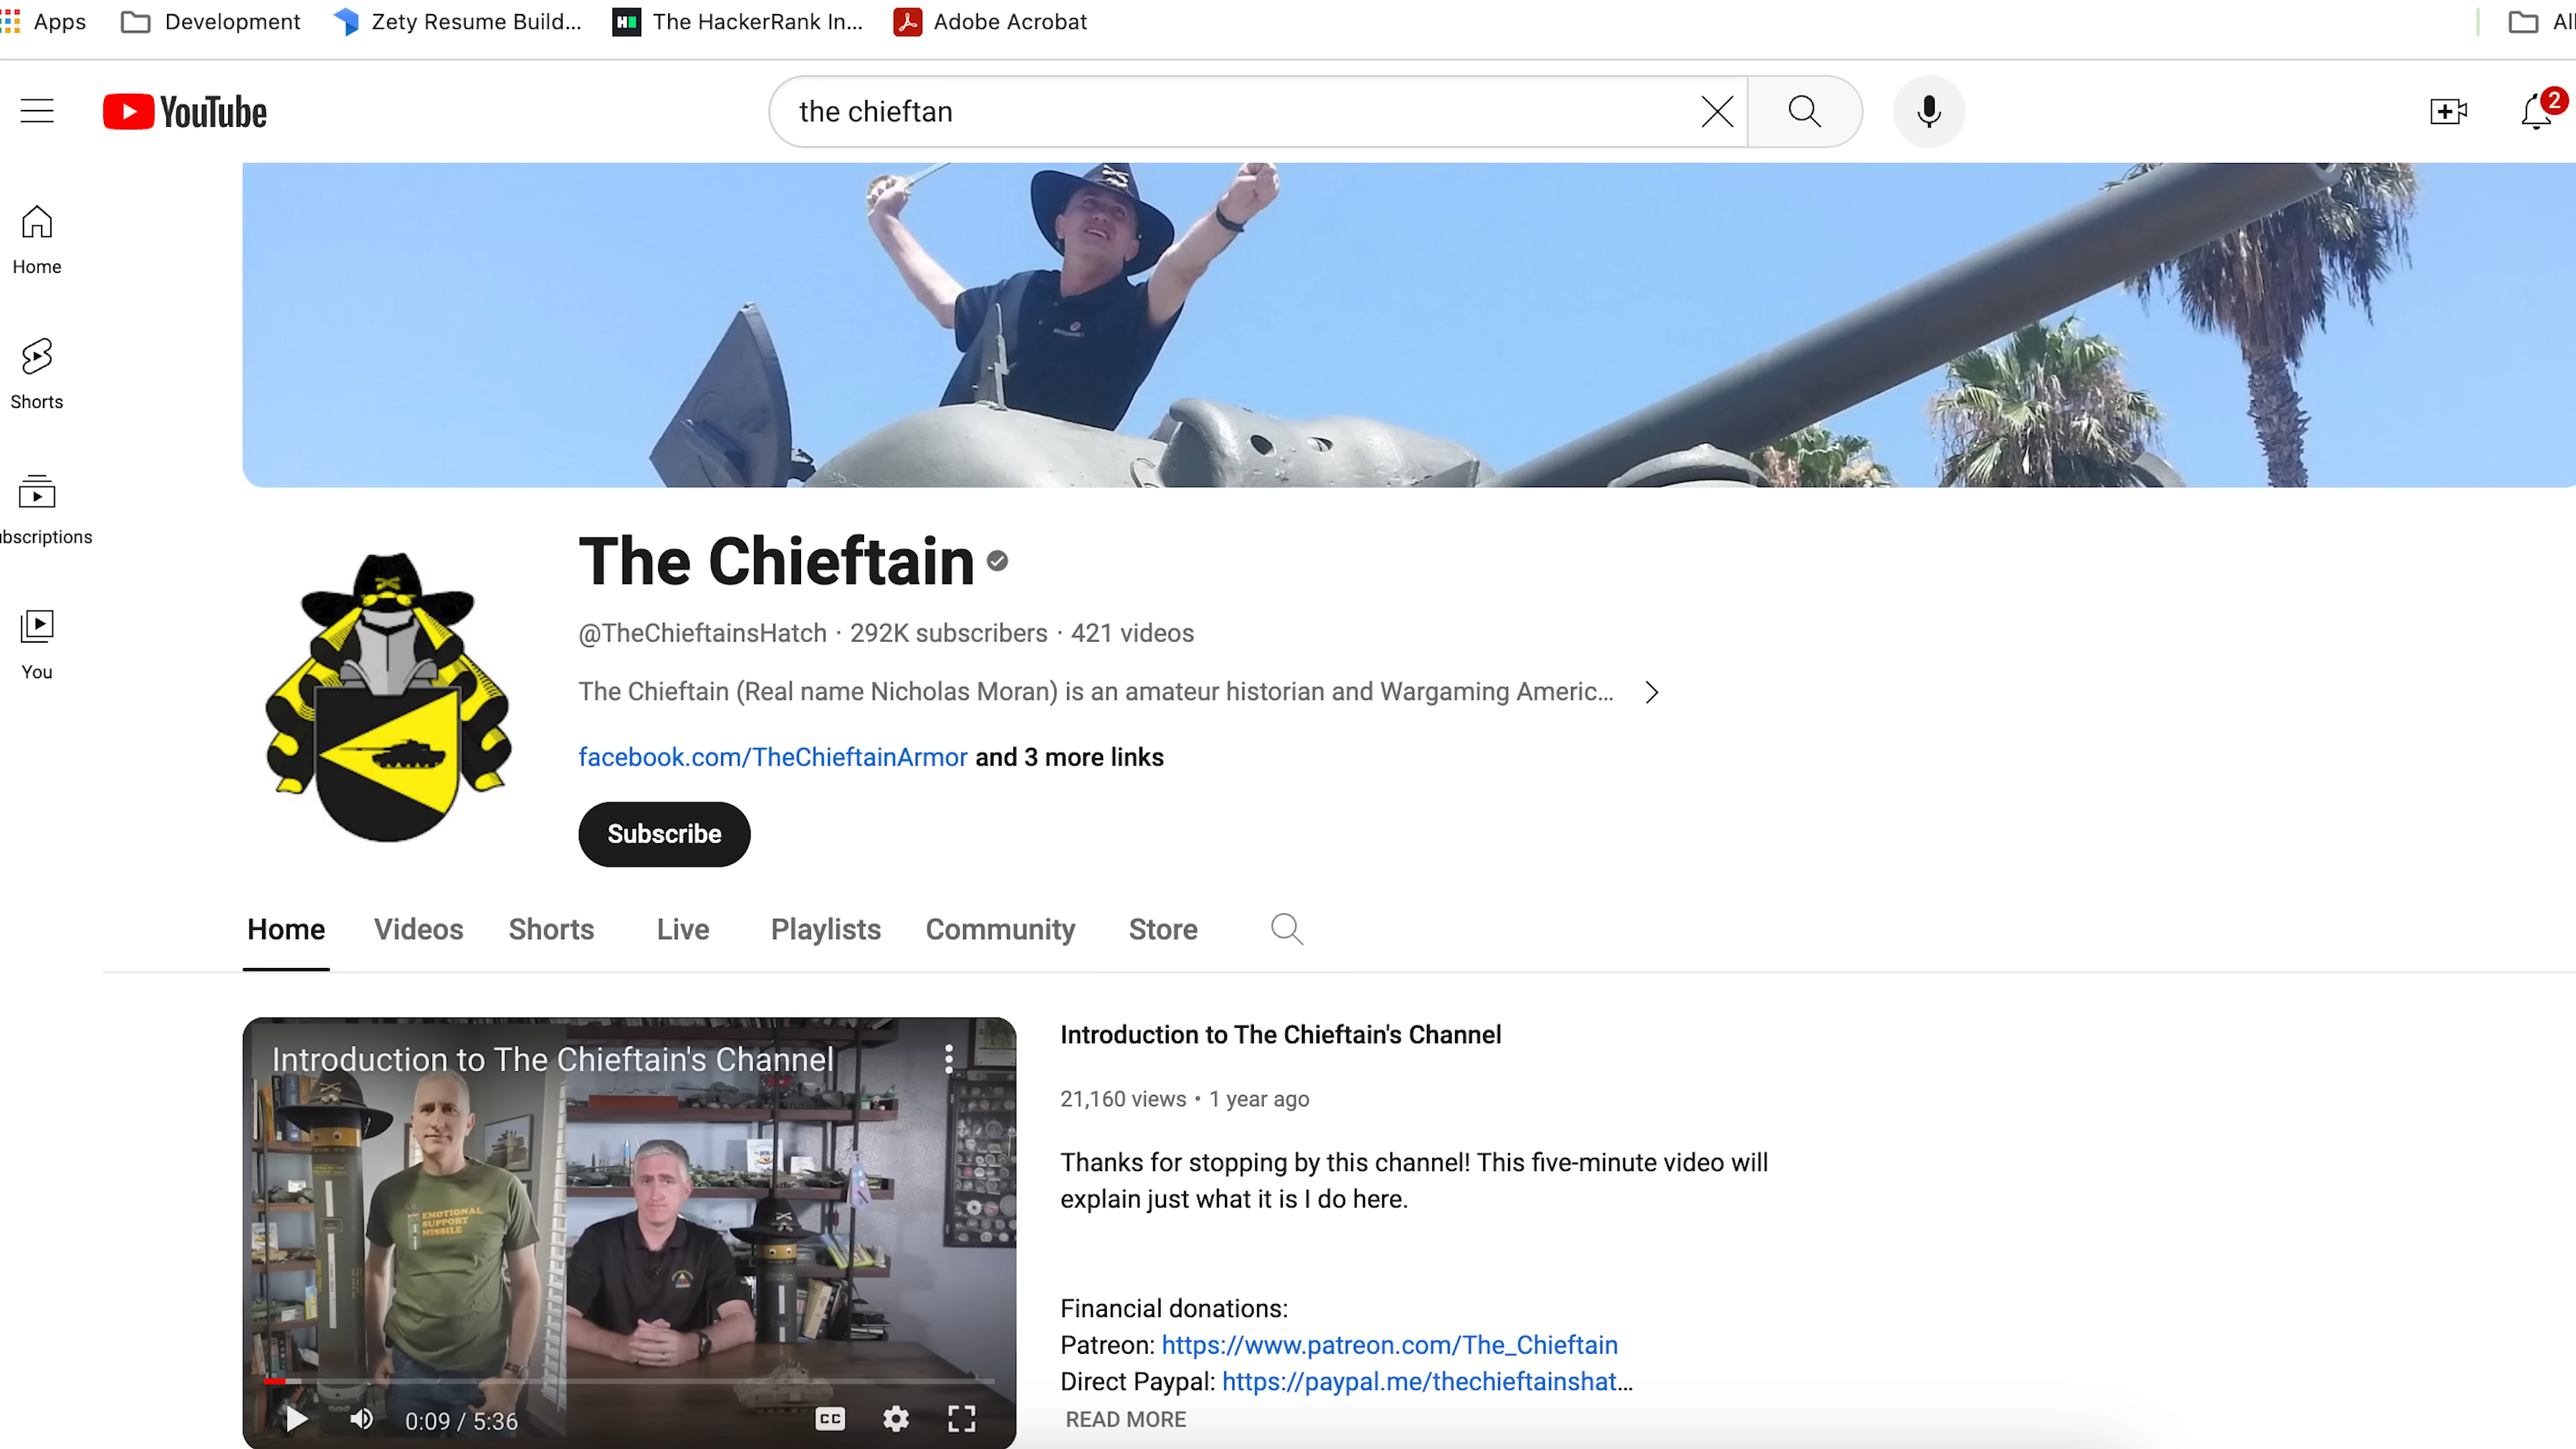 Apps Development Zety Resume Build... The HackerRank In... Adobe Acrobat All
YouTube
the chieftan
2
Home
Shorts
bscriptions
You
The Chieftain
@TheChieftainsHatch · 292K subscribers · 421 videos
The Chieftain (Real name Nicholas Moran) is an amateur historian and Wargaming Americ...
facebook.com/TheChieftainArmor and 3 more links
Subscribe
Home Videos Shorts Live Playlists Community Store
Introduction to The Chieftain's Channel
EMOTIONAL
SUPPORT
MISSILE
0:09 / 5:36
CC
Introduction to The Chieftain's Channel
21,160 views • 1 year ago
Thanks for stopping by this channel! This five-minute video will
explain just what it is I do here.
Financial donations:
Patreon: https://www.patreon.com/The_Chieftain
Direct Paypal: https://paypal.me/thechieftainshat...
READ MORE